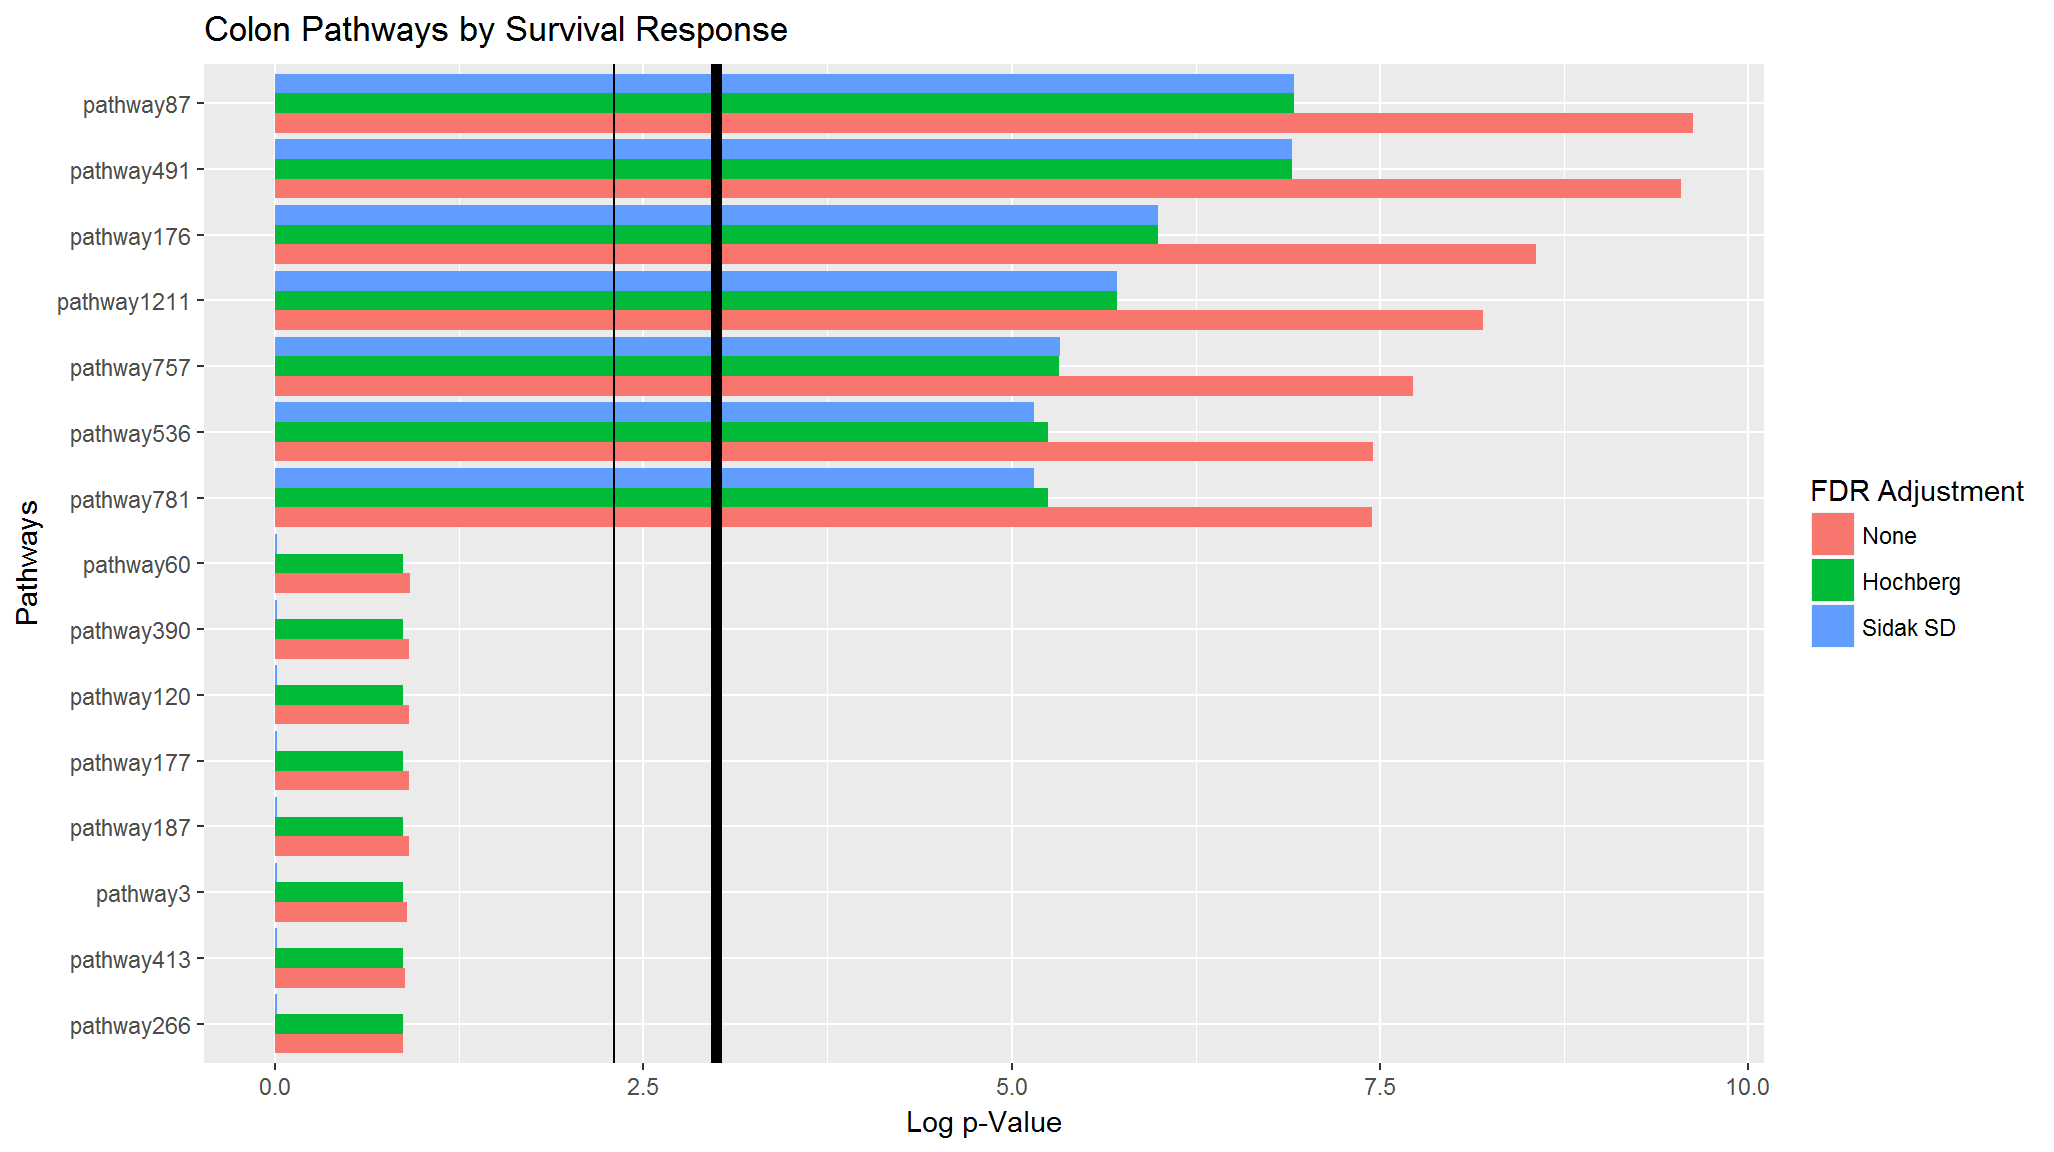 Colon Pathways by Survival Response
pathway87
pathway491
pathway176
pathway1211
pathway757
pathway536
pathway781
pathway60
pathway390
pathway120
pathway177
pathway187
pathway3
pathway413
pathway266
Pathways
0.0 2.5 5.0 7.5 10.0
Log p-Value
FDR Adjustment
None
Hochberg
Sidak SD